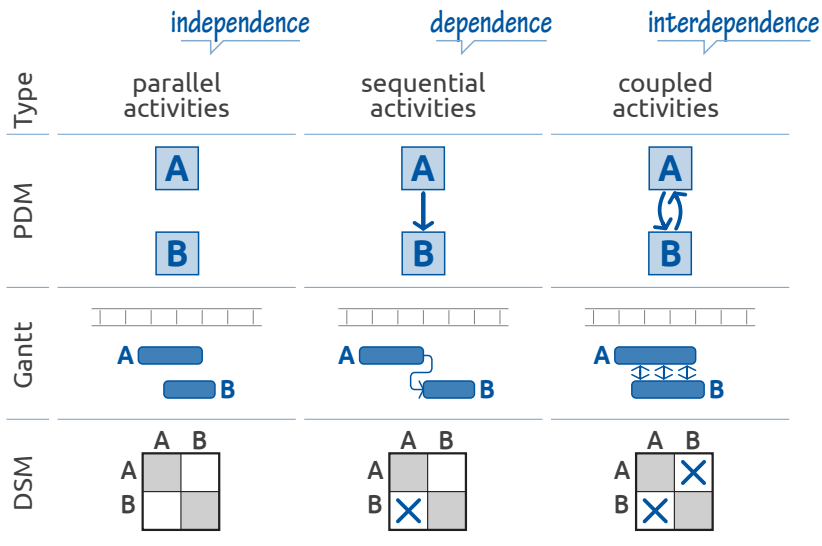 independence dependence interdependence
Type
parallel sequential coupled
activities activities activities
PDM
A A A
B B B
Gantt
A A A
B B B
DSM
A B A B A B
A A A
B B B